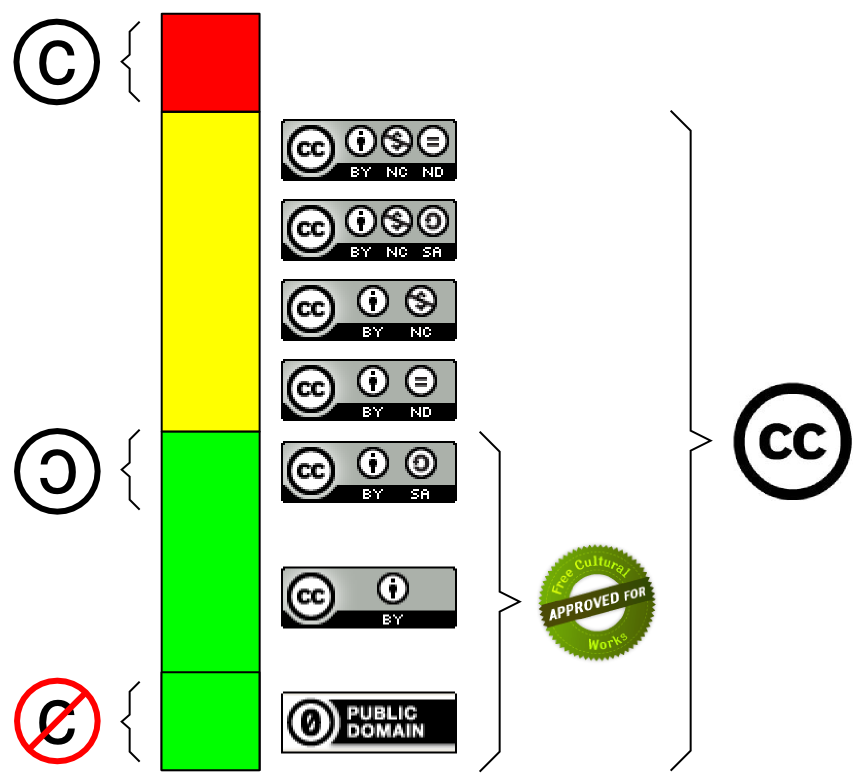 C
cc
BY NC ND
cc
BY NC SA
cc
BY NC
cc
BY ND
cc
BY SA
cc
BY
0 PUBLIC
DOMAIN
C
C
Free Cultural
APPROVED FOR
Works
cc